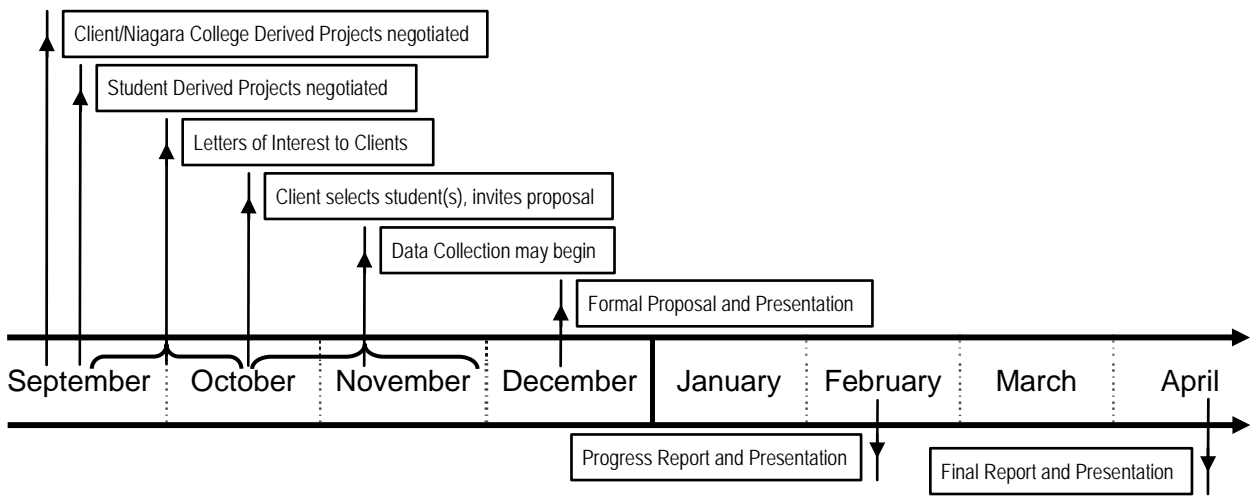 Client/Niagara College Derived Projects negotiated
Student Derived Projects negotiated
Letters of Interest to Clients
Client selects student(s), invites proposal
Data Collection may begin
Formal Proposal and Presentation
September October November December January February March April
Progress Report and Presentation
Final Report and Presentation